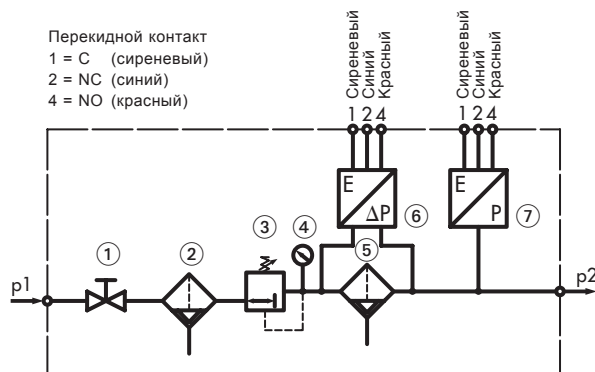 Перекидной контакт
1 = C (сиреневый)
2 = NC (синий)
4 = NO (красный)
Сиреневый
Синий
Красный
Сиреневый
Синий
Красный
1 2 4
1 2 4
E
ΔP
6
E
P
7
1
2
3
4
5
p1
p2